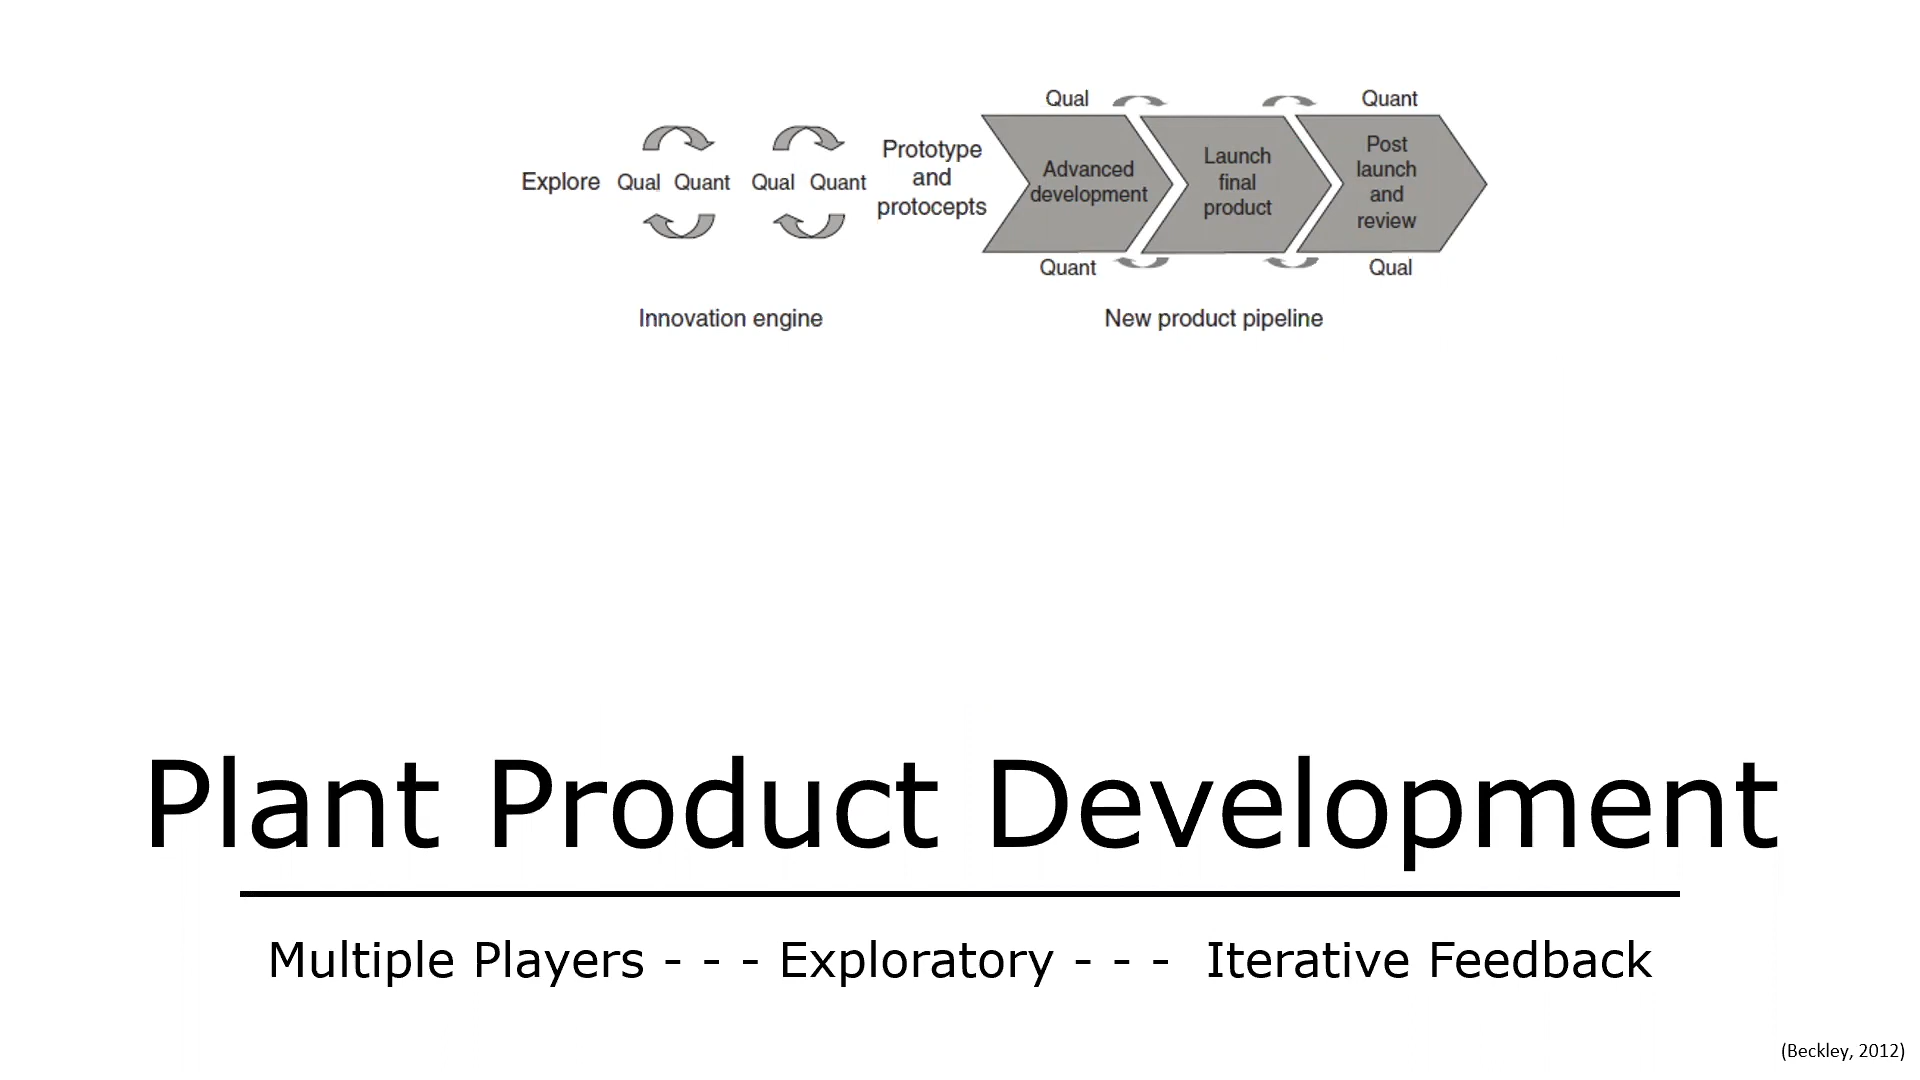 Qual
Quant
Explore
Qual Quant
Qual Quant
Prototype
and
protocepts
Advanced
development
Launch
final
product
Post
launch
and
review
Quant
Qual
Innovation engine
New product pipeline
Plant Product Development
Multiple Players - - - Exploratory - - - Iterative Feedback
(Beckley, 2012)